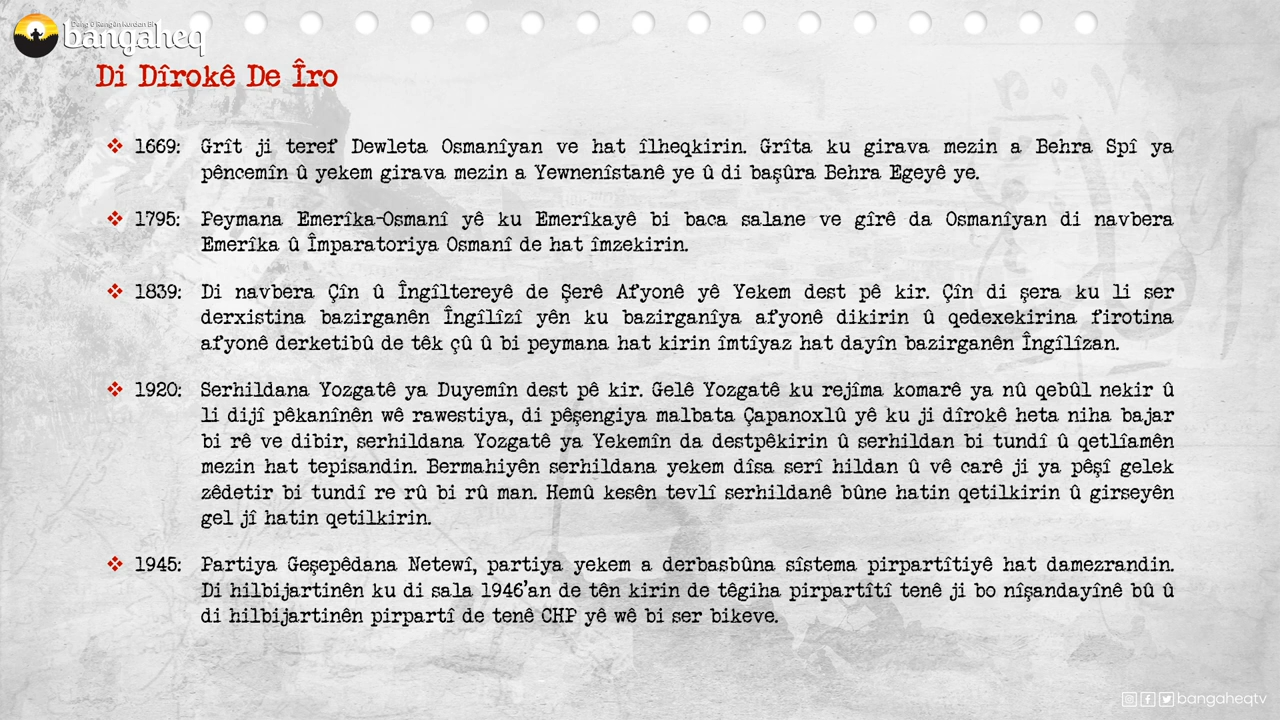 Deng û Bangên Kurdan Bî
bangaheq
Di Dîrokê De Îro
❖ 1669: Grît ji teref Dewleta Osmanîyan ve hat îlheqkirin. Grîta ku girava mezin a Behra Spî ya
pêncemîn û yekem girava mezin a Yewnenîstanê ye û di başûra Behra Egeyê ye.
❖ 1795: Peymana Emerîka-Osmanî yê ku Emerîkayê bi baca salane ve gîrê da Osmanîyan di navbera
Emerîka û Împaratoriya Osmanî de hat îmzekirin.
❖ 1839: Di navbera Çîn û Îngîltereyê de Şerê Afyonê yê Yekem dest pê kir. Çîn di şera ku li ser
derxistina bazirganên Îngîlîzî yên ku bazirganîya afyonê dikirin û qedexekirina firotina
afyonê derketibû de têk çû û bi peymana hat kirin îmtîyaz hat dayîn bazirganên Îngîlîzan.
❖ 1920: Serhildana Yozgatê ya Duyemîn dest pê kir. Gelê Yozgatê ku rejîma komarê ya nû qebûl nekir û
li dijî pêkanînên wê rawestiya, di pêşengiya malbata Çapanoxlû yê ku ji dîrokê heta niha bajar
bi rê ve dibir, serhildana Yozgatê ya Yekemîn da destpêkirin û serhildan bi tundî û qetlîamên
mezin hat tepisandin. Bermahiyên serhildana yekem dîsa serî hildan û vê carê ji ya pêşî gelek
zêdetir bi tundî re rû bi rû man. Hemû kesên tevlî serhildanê bûne hatin qetilkirin û girseyên
gel jî hatin qetilkirin.
❖ 1945: Partiya Geşepêdana Netewî, partiya yekem a derbasbûna sîstema pirpartîtiyê hat damezrandin.
Di hilbijartinên ku di sala 1946'an de tên kirin de têgiha pirpartîtî tenê ji bo nîşandayînê bû û
di hilbijartinên pirpartî de tenê CHP yê wê bi ser bikeve.
bangaheqtv